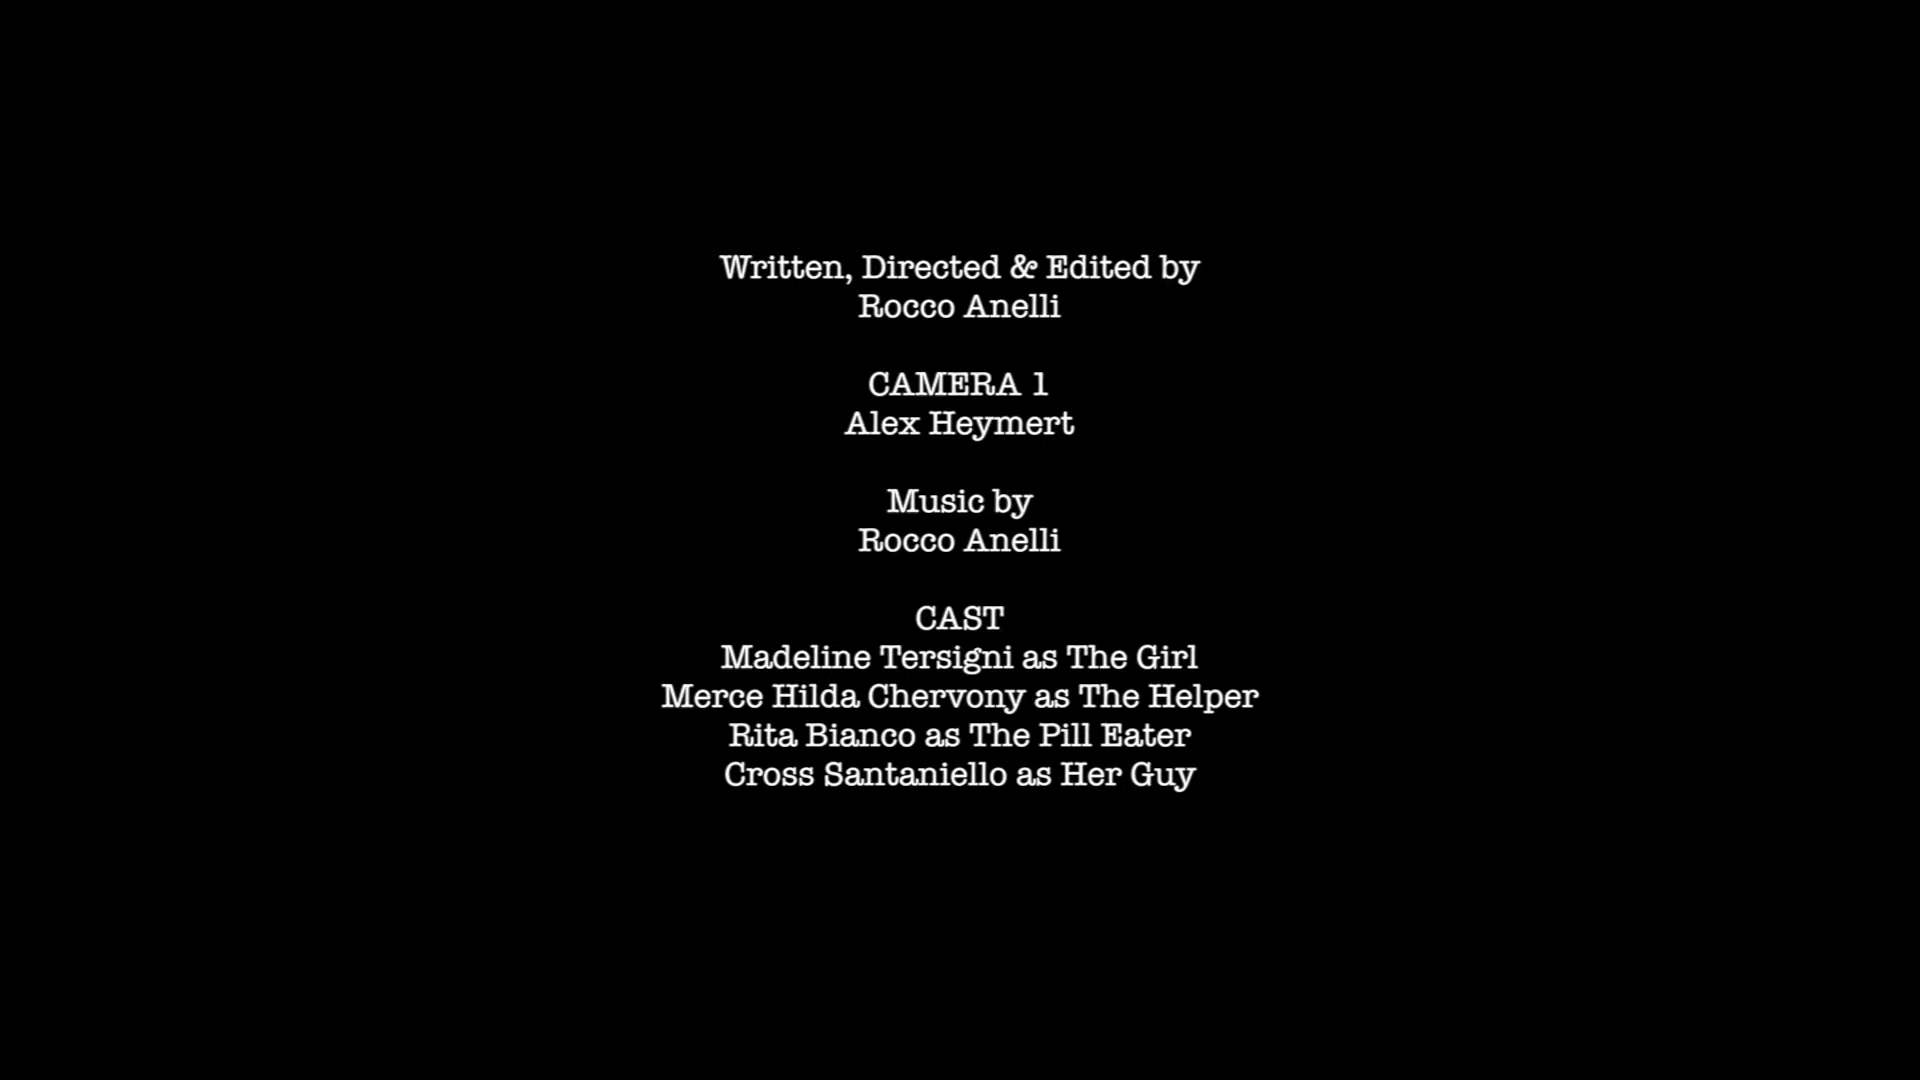 Written, Directed & Edited by
Rocco Anelli
CAMERA 1
Alex Heymert
Music by
Rocco Anelli
CAST
Madeline Tersigni as The Girl
Merce Hilda Chervony as The Helper
Rita Bianco as The Pill Eater
Cross Santaniello as Her Guy